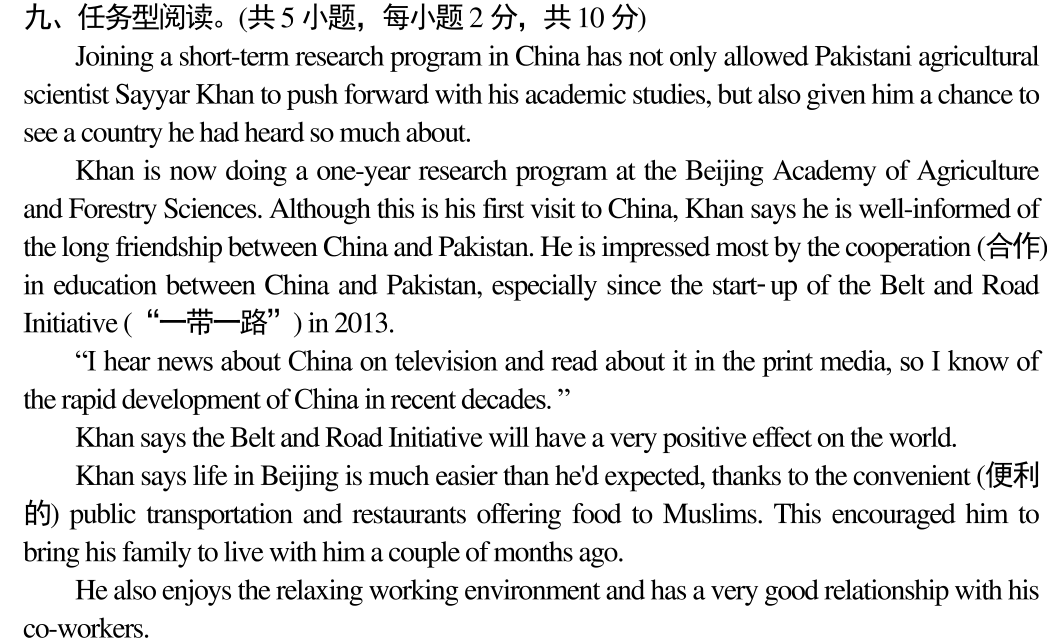 九、任务型阅读。(共 5 小题，每小题 2 分，共 10 分)
Joining a short-term research program in China has not only allowed Pakistani agricultural
scientist Sayyar Khan to push forward with his academic studies, but also given him a chance to
see a country he had heard so much about.
Khan is now doing a one-year research program at the Beijing Academy of Agriculture
and Forestry Sciences. Although this is his first visit to China, Khan says he is well-informed of
the long friendship between China and Pakistan. He is impressed most by the cooperation (合作)
in education between China and Pakistan, especially since the start- up of the Belt and Road
Initiative ( “一带一路” ) in 2013.
“I hear news about China on television and read about it in the print media, so I know of
the rapid development of China in recent decades. ”
Khan says the Belt and Road Initiative will have a very positive effect on the world.
Khan says life in Beijing is much easier than he'd expected, thanks to the convenient (便利
的) public transportation and restaurants offering food to Muslims. This encouraged him to
bring his family to live with him a couple of months ago.
He also enjoys the relaxing working environment and has a very good relationship with his
co-workers.